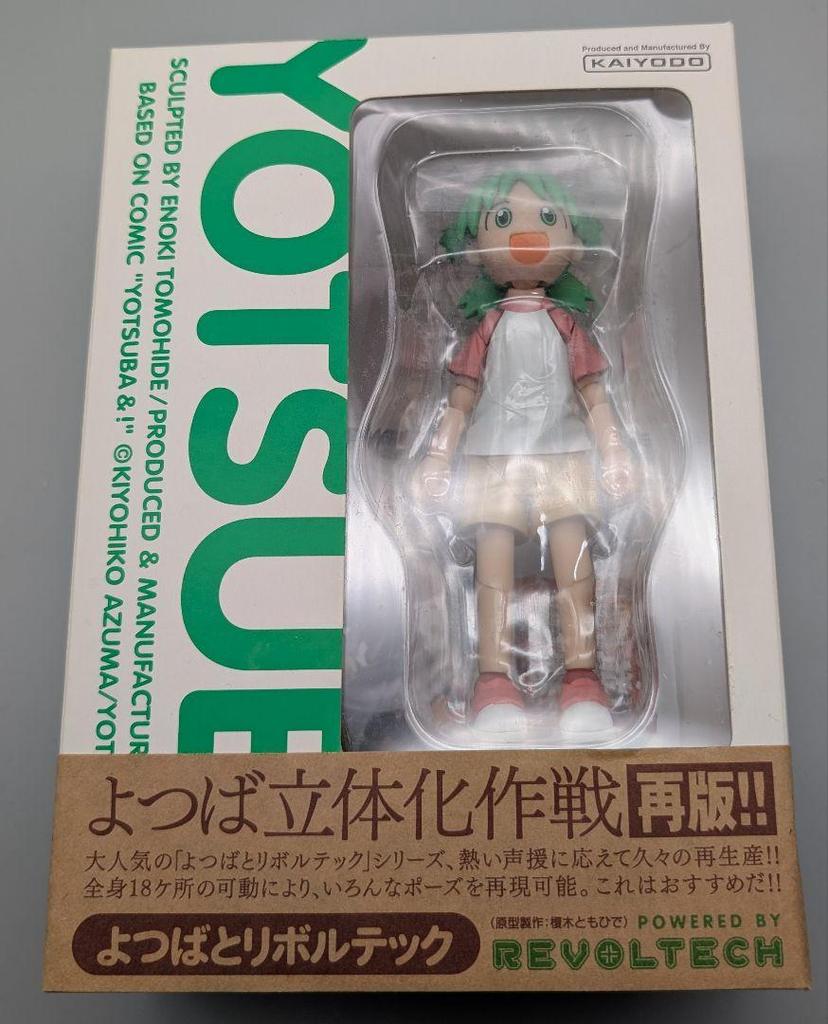 Produced and Manufactured By
KAIYODO
YOTSUB
SCULPTED BY ENOKI TOMOHIDE/PRODUCED & MANUFACTUR
BASED ON COMIC "YOTSUBA&!" ©KIYOHIKO AZUMA/YOT
よつば立体化作戦 再版!!
大人気の「よつばとリボルテック」シリーズ、熱い声援に応えて久々の再生産!!
全身18ケ所の可動により、いろんなポーズを再現可能。これはおすすめだ!!
よつばとリボルテック
(原型製作:榎木ともひで) POWERED BY
REVOLTECH